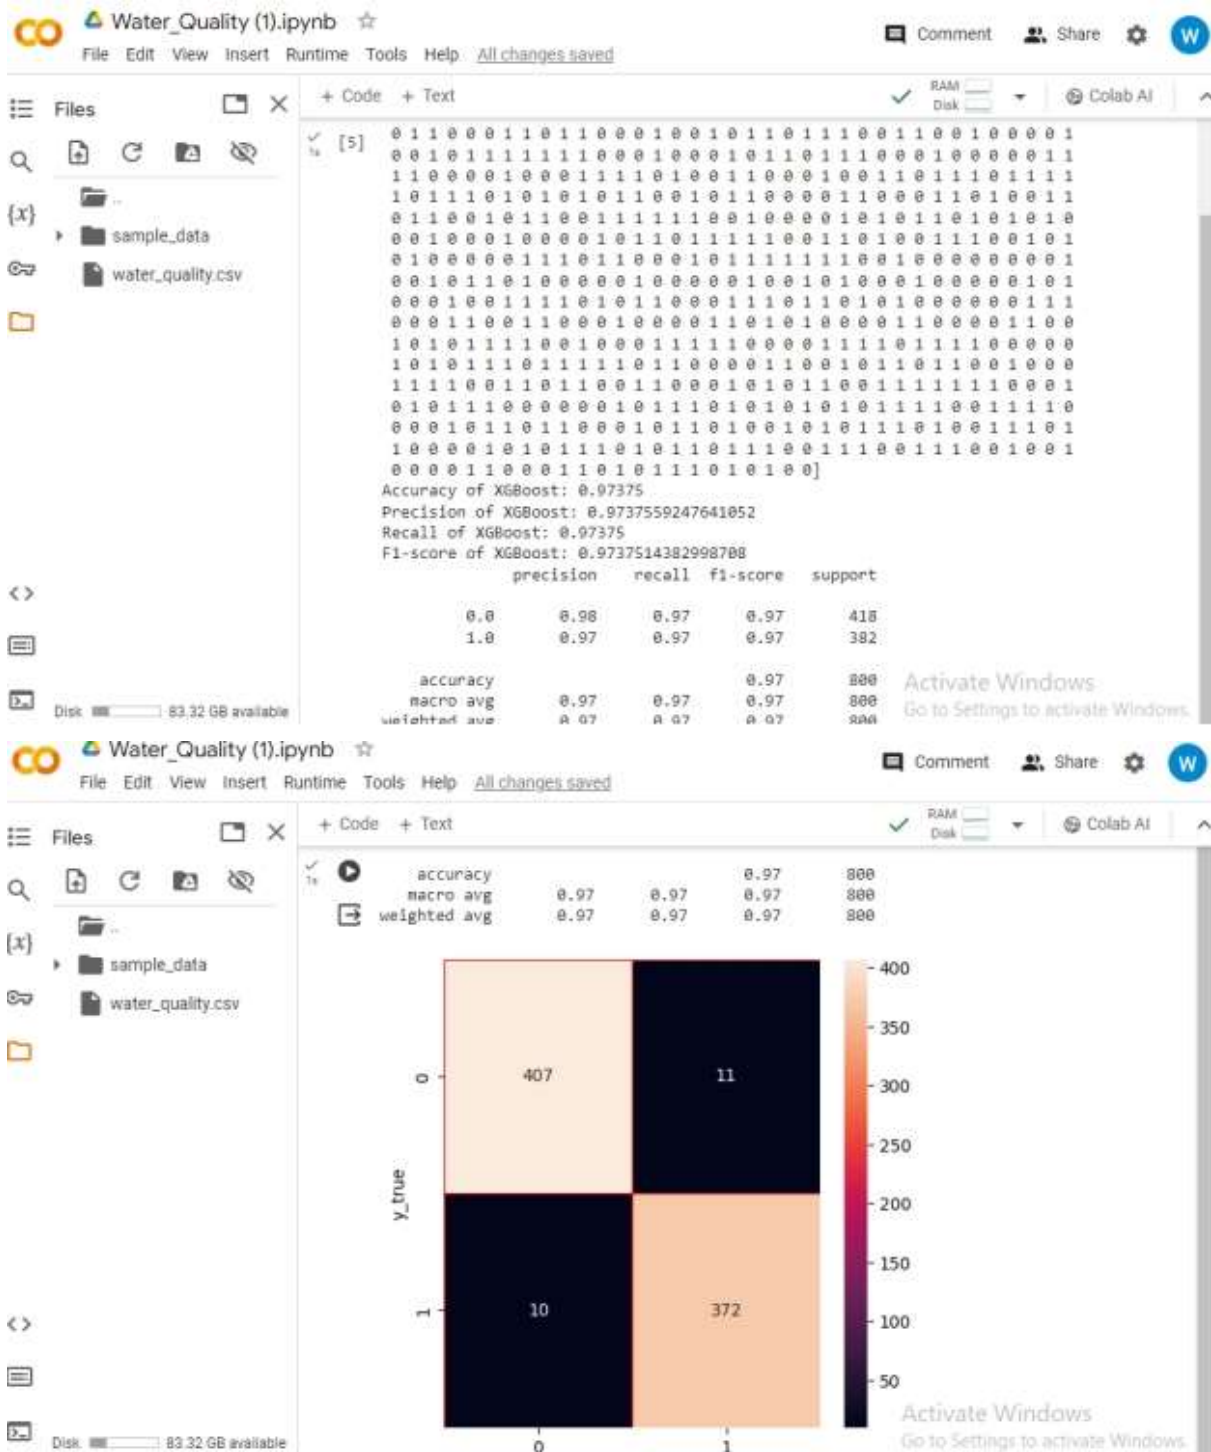 Water_Quality (1).ipynb
File Edit View Insert Runtime Tools Help All changes saved
Comment Share W
Files
+ Code + Text
RAM
Disk
Colab AI
[5]
0 1 1 0 0 0 1 1 0 1 1 0 0 0 1 0 0 1 0 1 1 0 1 1 1 0 0 1 1 0 0 1 0 0 0 0 1
0 0 1 0 1 1 1 1 1 1 1 0 0 0 1 0 0 0 1 0 1 1 0 1 1 1 0 0 0 1 0 0 0 0 0 1 1
1 1 0 0 0 0 1 0 0 0 1 1 1 1 0 1 0 0 1 1 0 0 0 1 0 0 1 1 0 1 1 1 0 1 1 1 1
1 0 1 1 1 0 1 0 1 0 1 0 1 1 0 0 1 0 1 1 0 0 0 0 1 1 0 0 0 1 1 0 1 0 0 1 1
0 1 1 0 0 1 0 1 1 0 0 1 1 1 1 1 1 0 0 1 0 0 0 0 1 0 1 0 1 1 0 1 0 1 0 1 0
0 0 1 0 0 0 1 0 0 0 0 1 0 1 1 0 1 1 1 1 1 0 0 1 1 0 1 0 0 1 1 1 0 0 1 0 1
0 1 0 0 0 0 0 1 1 1 0 1 1 0 0 1 1 0 1 1 1 1 1 1 1 0 0 1 0 0 0 0 0 0 0 0 1
0 0 1 0 1 1 0 1 0 0 0 0 0 1 0 0 0 0 0 1 0 0 1 0 1 0 0 0 1 0 0 0 0 0 1 0 1
0 0 0 1 0 0 1 1 1 1 0 1 0 1 1 0 0 0 0 1 1 1 0 1 1 0 1 0 1 0 0 0 0 0 1 1 1
0 0 0 1 1 0 0 1 1 0 0 0 1 0 0 0 0 1 1 0 1 0 1 0 0 0 0 1 1 0 0 0 0 1 1 0 0
1 0 1 0 1 1 1 1 0 0 1 0 0 0 1 1 1 1 1 0 0 0 0 1 1 1 1 0 1 1 1 1 0 0 0 0 0
1 0 1 0 1 1 1 0 1 1 1 1 1 0 1 1 0 0 0 0 1 1 0 0 1 0 1 1 0 1 1 0 0 1 0 0 0
1 1 1 1 0 0 1 1 0 1 1 0 0 1 1 0 0 0 1 0 1 0 1 1 0 0 1 1 1 1 1 1 1 0 0 0 1
0 1 0 1 1 1 0 0 0 0 0 0 1 0 1 1 1 0 1 0 1 0 1 0 1 0 1 1 1 1 0 0 1 1 1 1 0
0 0 0 1 0 1 1 0 1 1 0 0 0 1 0 1 1 0 1 0 0 1 0 1 0 1 1 1 0 1 0 0 1 1 1 0 1
1 0 0 0 0 1 0 1 0 1 1 1 0 1 0 1 1 0 1 1 1 0 0 1 1 1 0 0 1 1 1 0 0 1 0 0 1
0 0 0 0 1 1 0 0 0 1 1 0 1 0 1 1 1 0 1 0 1 0 0]
Accuracy of XGBoost: 0.97375
Precision of XGBoost: 0.9737559247641052
Recall of XGBoost: 0.97375
F1-score of XGBoost: 0.9737514382998708
precision recall f1-score support
0.0 0.98 0.97 0.97 418
1.0 0.97 0.97 0.97 382
accuracy 0.97 800
macro avg 0.97 0.97 0.97 800
weighted avg 0.97 0.97 0.97 800
..
sample_data
water_quality.csv
Disk 83.32 GB available
Activate Windows
Go to Settings to activate Windows.
Water_Quality (1).ipynb
File Edit View Insert Runtime Tools Help All changes saved
Comment Share W
Files
+ Code + Text
RAM
Disk
Colab AI
..
sample_data
water_quality.csv
accuracy 0.97 800
macro avg 0.97 0.97 0.97 800
weighted avg 0.97 0.97 0.97 800
400
350
300
250
200
150
100
50
0
407 11
y_true
1
10 372
0 1
Disk 83.32 GB available
Activate Windows
Go to Settings to activate Windows.